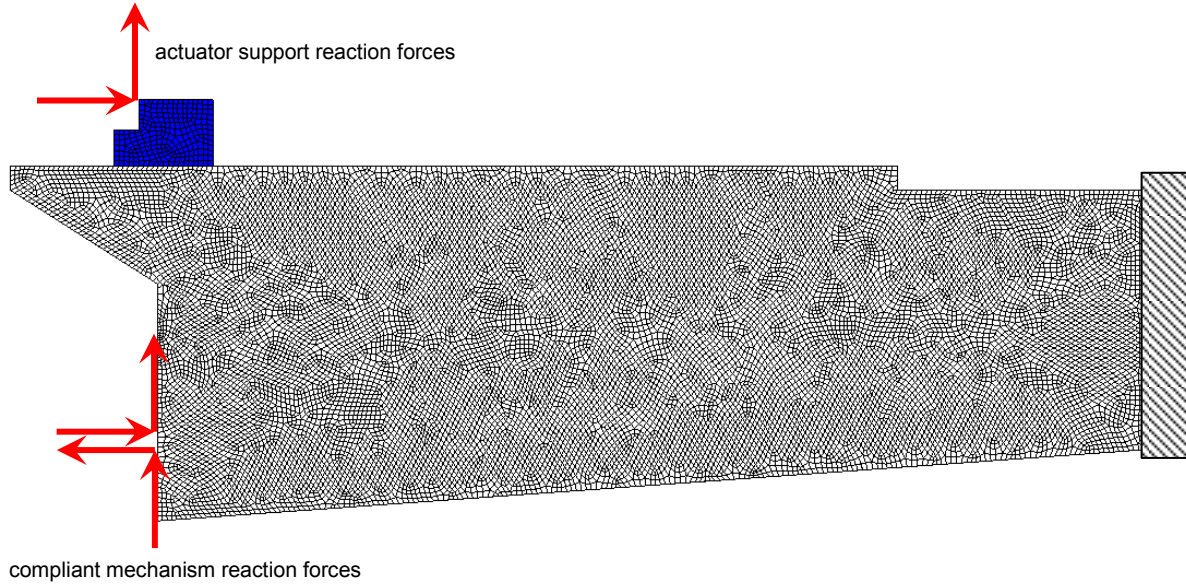 actuator support reaction forces
compliant mechanism reaction forces